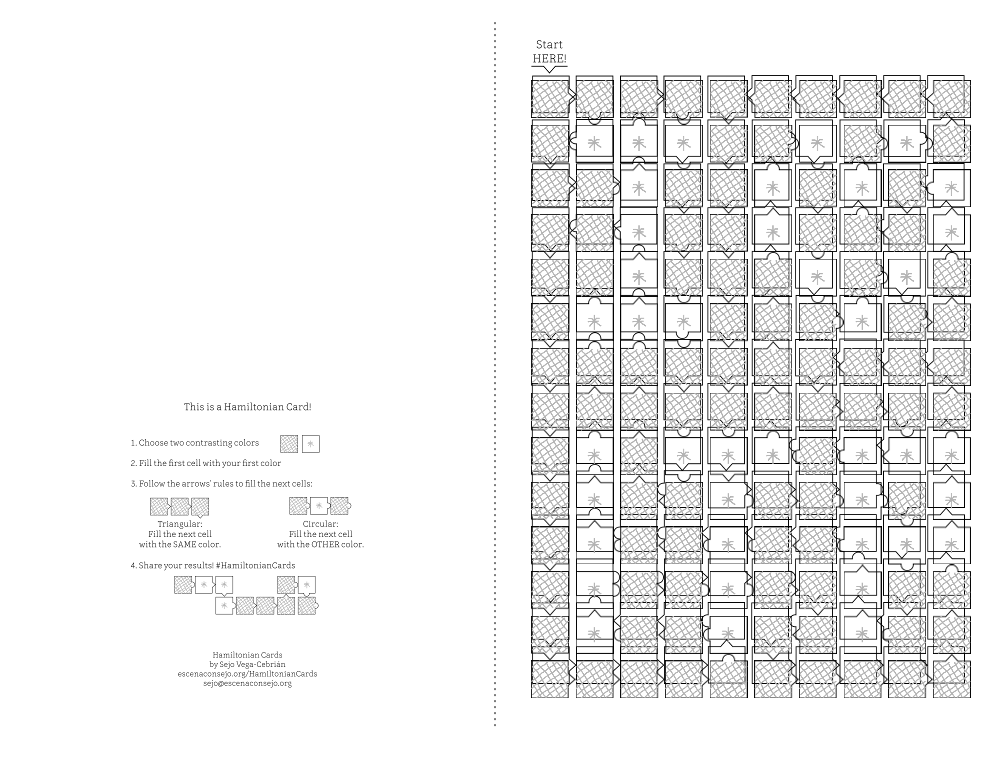 Start
HERE!
This is a Hamiltonian Card!
1. Choose two contrasting colors
2. Fill the first cell with your first color
3. Follow the arrows' rules to fill the next cells:
Triangular:
Fill the next cell
with the SAME color.
Circular:
Fill the next cell
with the OTHER color.
4. Share your results! #HamiltonianCards
Hamiltonian Cards
by Sejo Vega-Cebrián
escenaconsejo.org/HamiltonianCards
sejo@escenaconsejo.org